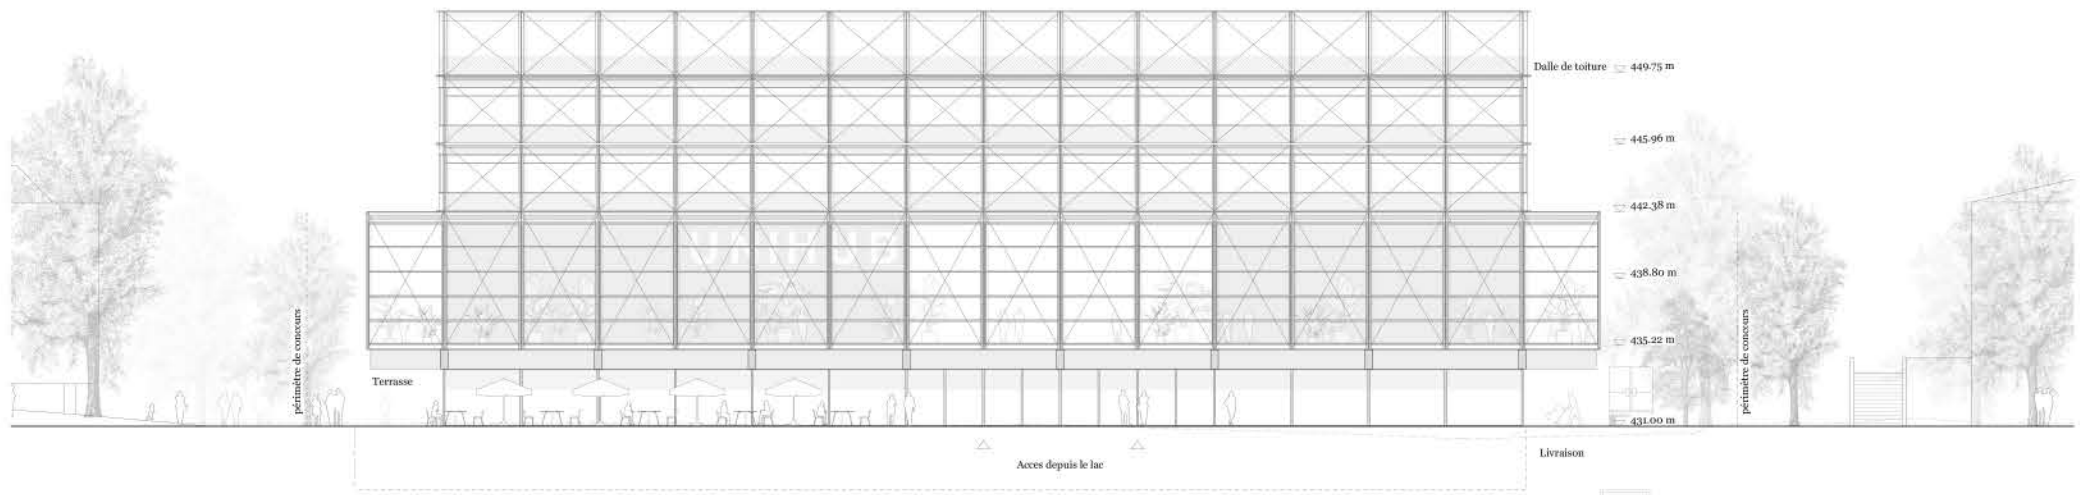 UNIHUB
Dalle de toiture 449.75 m
445.96 m
442.38 m
438.80 m
435.22 m
431.00 m
périmètre de concours
périmètre de concours
Terrasse
Acces depuis le lac
Livraison